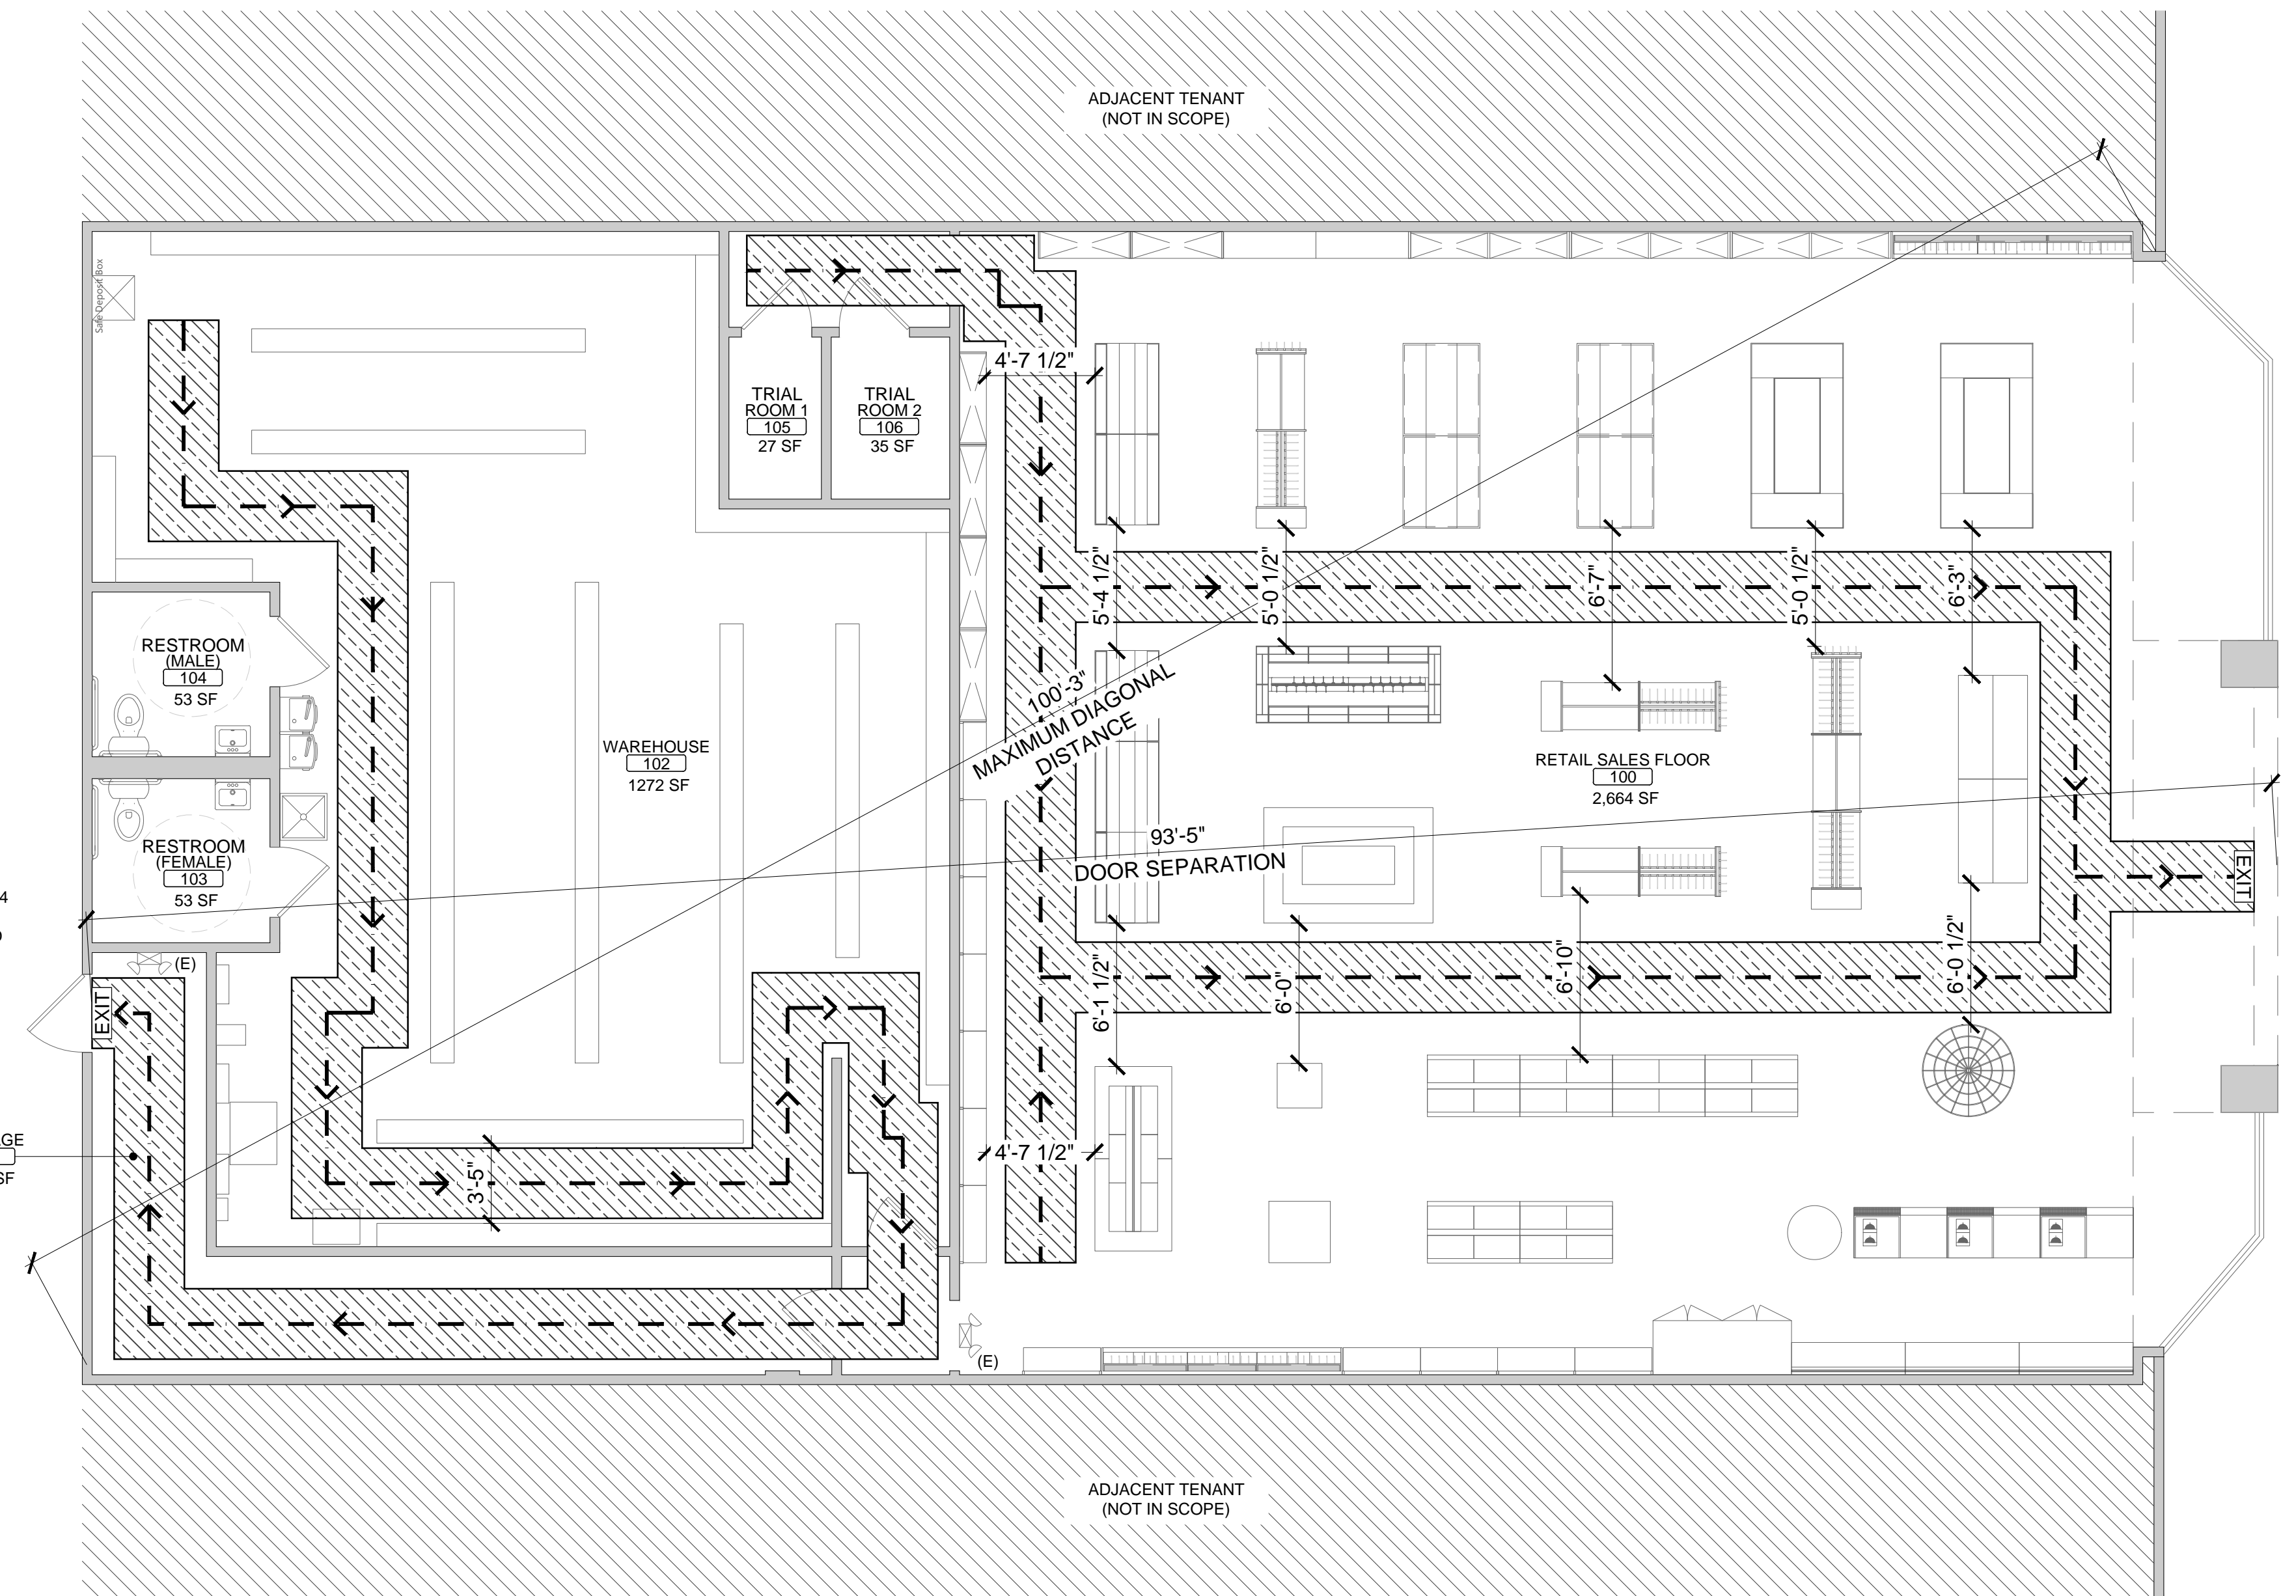 ADJACENT TENANT
(NOT IN SCOPE)
Safe Deposit Box
4'-7 1/2"
TRIAL
ROOM 1
105
27 SF
TRIAL
ROOM 2
106
35 SF
5'-4 1/2"
5'-0 1/2"
6'-7"
5'-0 1/2"
6'-3"
RESTROOM
(MALE)
104
53 SF
100'-3"
MAXIMUM DIAGONAL
DISTANCE
WAREHOUSE
102
1272 SF
RETAIL SALES FLOOR
100
2,664 SF
93'-5"
DOOR SEPARATION
RESTROOM
(FEMALE)
103
53 SF
EXIT
4
(E)
EXIT
6'-1 1/2"
6'-0"
6'-10"
6'-0 1/2"
GE
SF
3'-5"
4'-7 1/2"
(E)
ADJACENT TENANT
(NOT IN SCOPE)